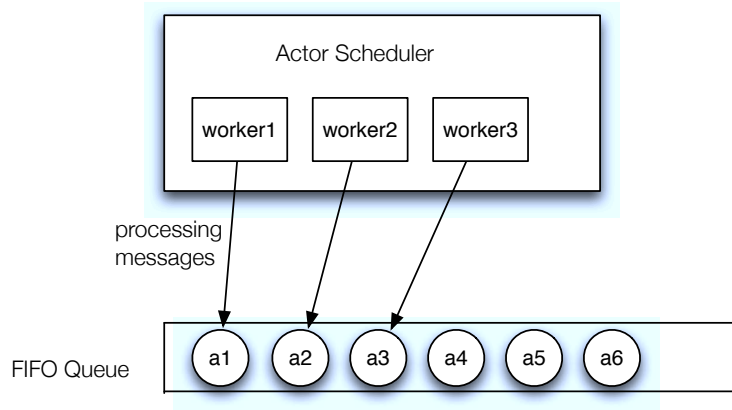 Actor Scheduler
worker1 worker2 worker3
processing
messages
FIFO Queue a1 a2 a3 a4 a5 a6